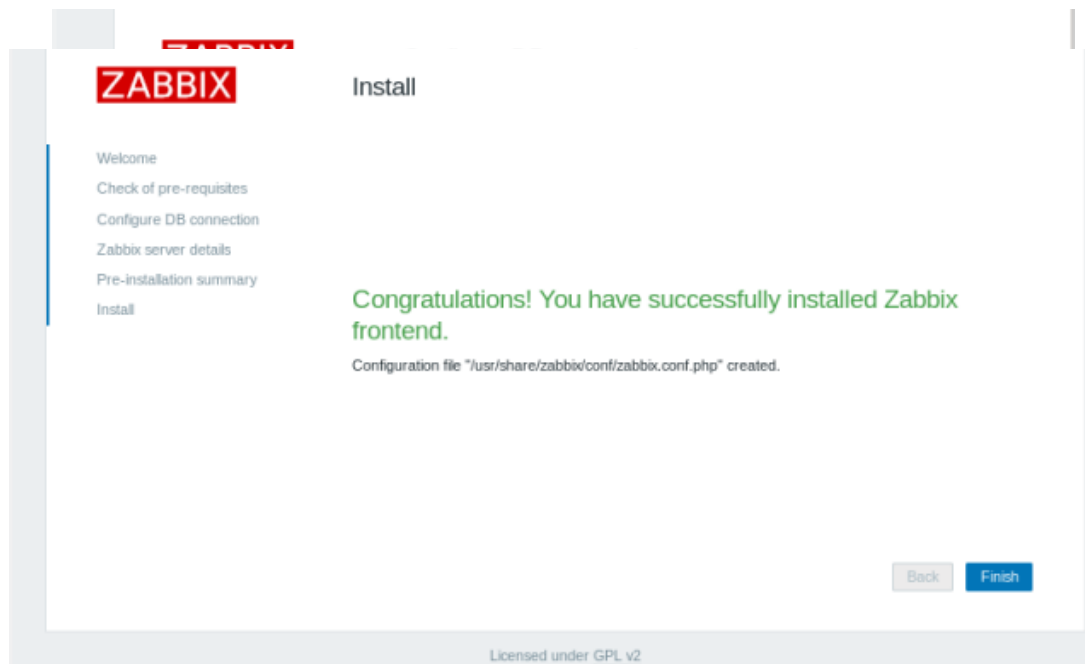 ZABBIX
ZABBIX
Install
Welcome
Check of pre-requisites
Configure DB connection
Zabbix server details
Pre-installation summary
Install
Congratulations! You have successfully installed Zabbix
frontend.
Configuration file "/usr/share/zabbix/conf/zabbix.conf.php" created.
Back
Finish
Licensed under GPL v2